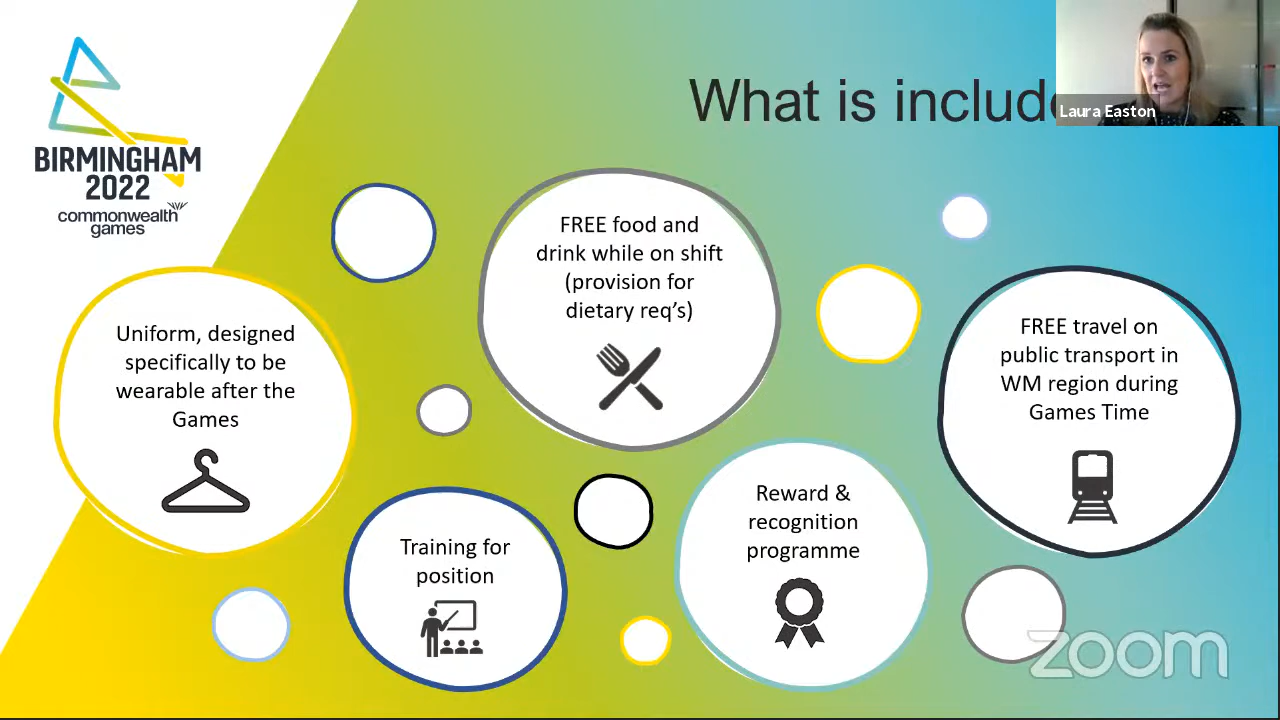 BIRMINGHAM
2022
commonwealth
games
What is includ
Laura Easton
Uniform, designed
specifically to be
wearable after the
Games
FREE food and
drink while on shift
(provision for
dietary req's)
FREE travel on
public transport in
WM region during
Games Time
Training for
position
Reward &
recognition
programme
zoom